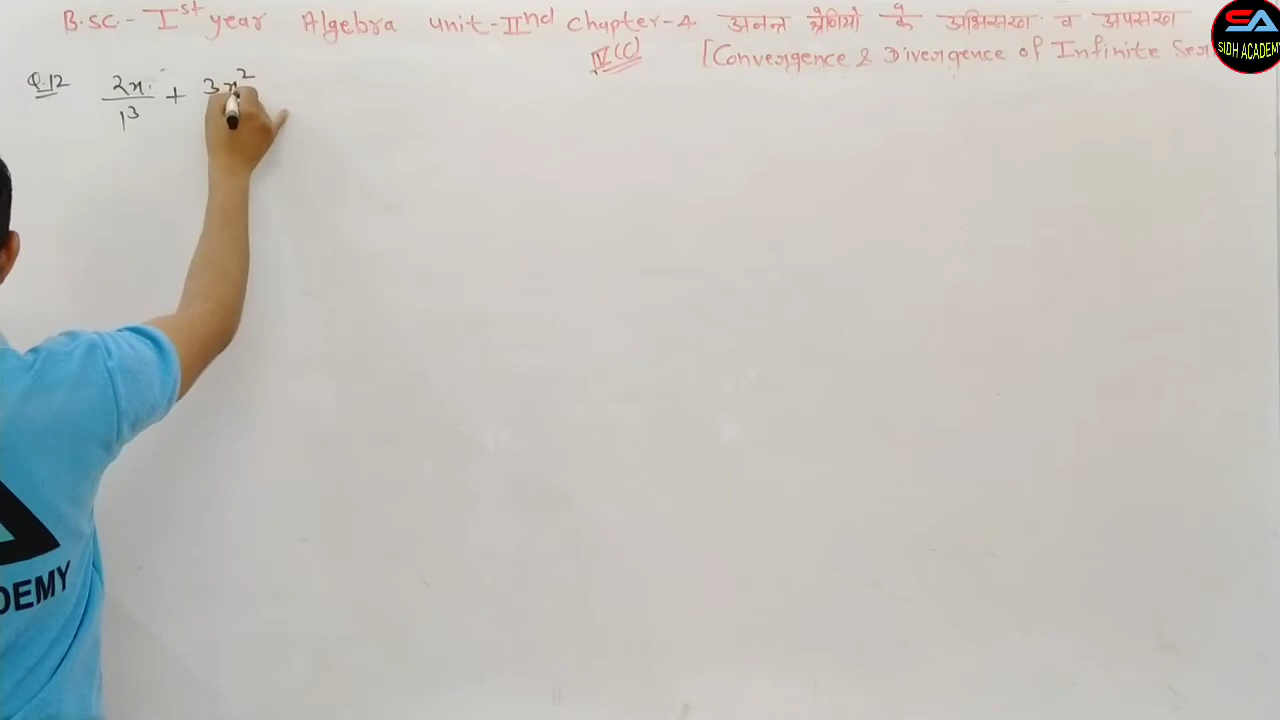 B.sc.- Ist year Algebra unit-IInd Chapter-4 अनन्त श्रेणियों के अभिसरण व अपसरण
IV(C) [Convergence & Divergence of Infinite Ser
SA
SIDH ACADEMY
Q.12 2x/1³ + 3x²
DEMY